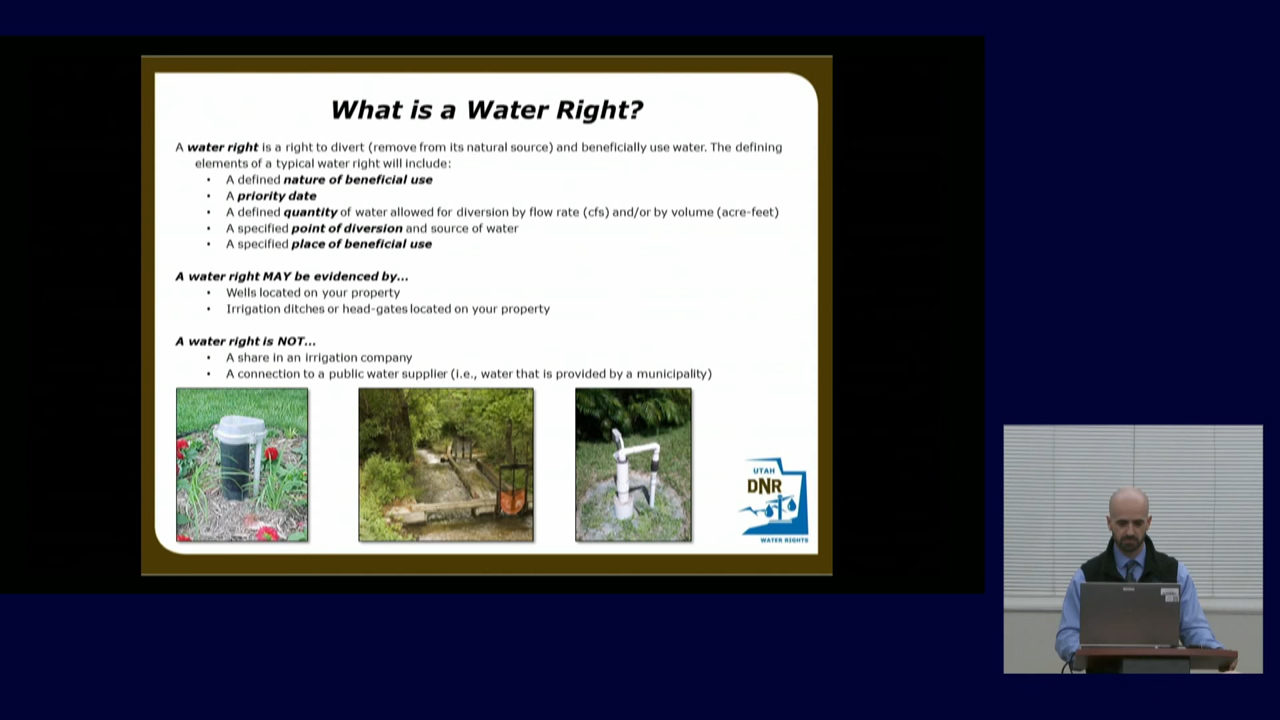 What is a Water Right?
A water right is a right to divert (remove from its natural source) and beneficially use water. The defining
elements of a typical water right will include:
• A defined nature of beneficial use
• A priority date
• A defined quantity of water allowed for diversion by flow rate (cfs) and/or by volume (acre-feet)
• A specified point of diversion and source of water
• A specified place of beneficial use
A water right MAY be evidenced by...
• Wells located on your property
• Irrigation ditches or head-gates located on your property
A water right is NOT...
• A share in an irrigation company
• A connection to a public water supplier (i.e., water that is provided by a municipality)
UTAH
DNR
WATER RIGHTS